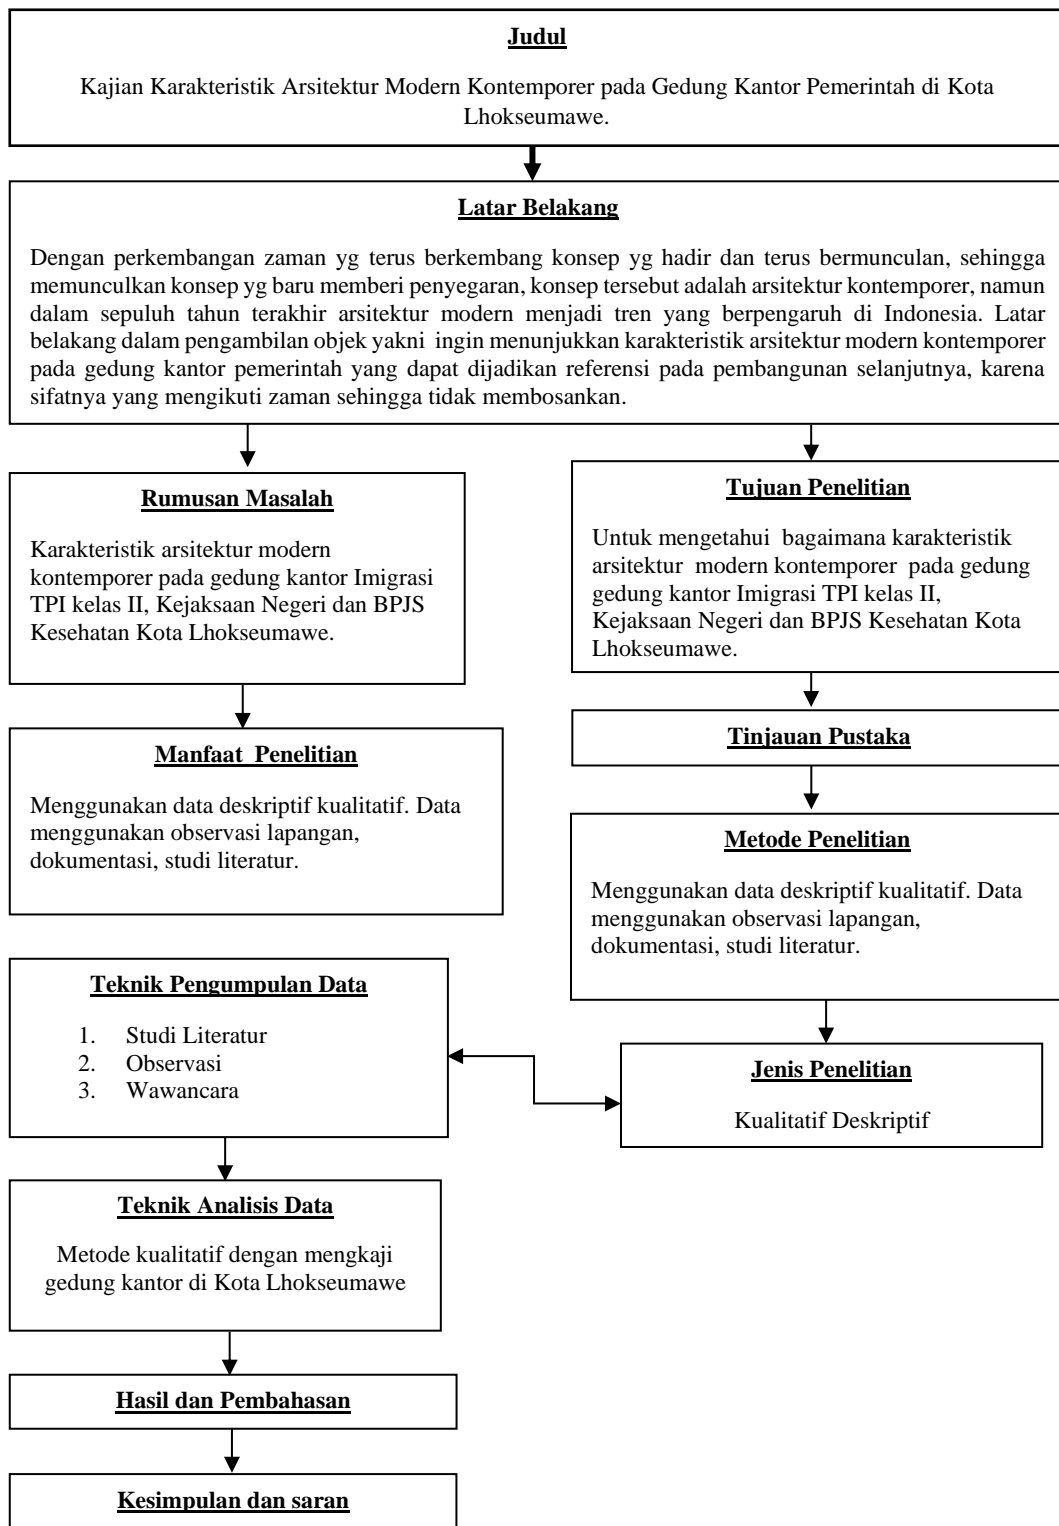 Judul
Kajian Karakteristik Arsitektur Modern Kontemporer pada Gedung Kantor Pemerintah di Kota
Lhokseumawe.
Latar Belakang
Dengan perkembangan zaman yg terus berkembang konsep yg hadir dan terus bermunculan, sehingga
memunculkan konsep yg baru memberi penyegaran, konsep tersebut adalah arsitektur kontemporer, namun
dalam sepuluh tahun terakhir arsitektur modern menjadi tren yang berpengaruh di Indonesia. Latar
belakang dalam pengambilan objek yakni ingin menunjukkan karakteristik arsitektur modern kontemporer
pada gedung kantor pemerintah yang dapat dijadikan referensi pada pembangunan selanjutnya, karena
sifatnya yang mengikuti zaman sehingga tidak membosankan.
Rumusan Masalah
Karakteristik arsitektur modern
kontemporer pada gedung kantor Imigrasi
TPI kelas II, Kejaksaan Negeri dan BPJS
Kesehatan Kota Lhokseumawe.
Tujuan Penelitian
Untuk mengetahui bagaimana karakteristik
arsitektur modern kontemporer pada gedung
gedung kantor Imigrasi TPI kelas II,
Kejaksaan Negeri dan BPJS Kesehatan Kota
Lhokseumawe.
Manfaat Penelitian
Menggunakan data deskriptif kualitatif. Data
menggunakan observasi lapangan,
dokumentasi, studi literatur.
Tinjauan Pustaka
Metode Penelitian
Menggunakan data deskriptif kualitatif. Data
menggunakan observasi lapangan,
dokumentasi, studi literatur.
Teknik Pengumpulan Data
1. Studi Literatur
2. Observasi
3. Wawancara
Jenis Penelitian
Kualitatif Deskriptif
Teknik Analisis Data
Metode kualitatif dengan mengkaji
gedung kantor di Kota Lhokseumawe
Hasil dan Pembahasan
Kesimpulan dan saran